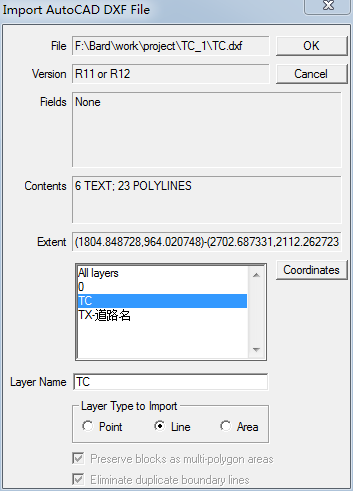 Import AutoCAD DXF File
File F:\Bard\work\project\TC_1\TC.dxf OK
Version R11 or R12 Cancel
Fields None
Contents 6 TEXT; 23 POLYLINES
Extent (1804.848728,964.020748)-(2702.687331,2112.262723
All layers Coordinates
0
TC
TX-道路名
Layer Name TC
Layer Type to Import
Point Line Area
Preserve blocks as multi-polygon areas
Eliminate duplicate boundary lines